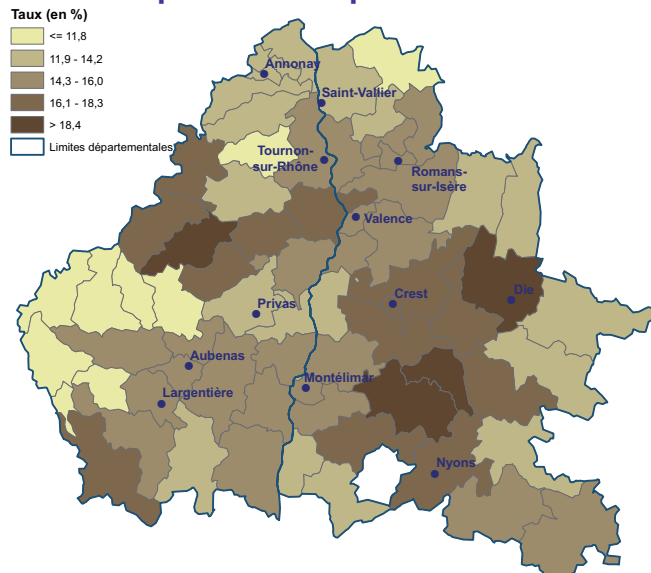 Taux (en %)
<= 11,8
11,9 - 14,2
14,3 - 16,0
16,1 - 18,3
> 18,4
Limites départementales
Annonay
Saint-Vallier
Tournon-
sur-Rhône
Romans-
sur-Isère
Valence
Privas
Crest
Die
Aubenas
Montélimar
Largentière
Nyons